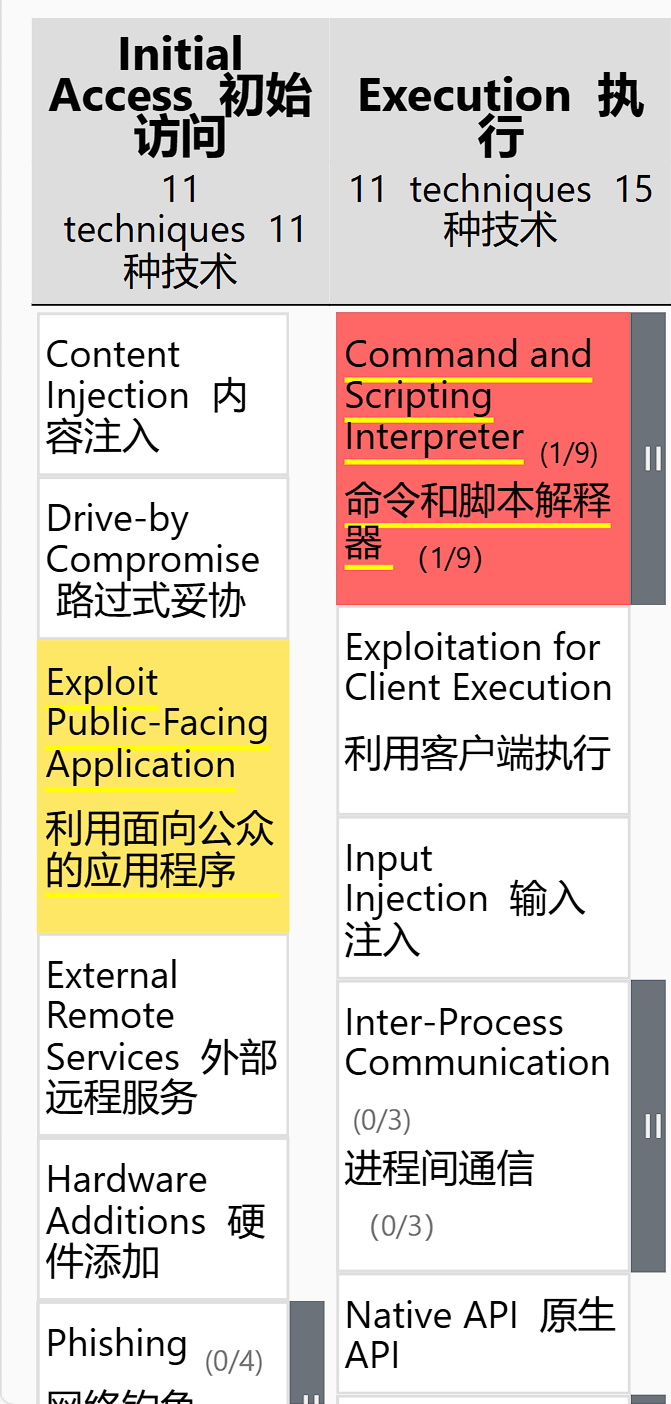 Initial
Access 初始
访问
11
techniques 11
种技术
Execution 执
行
11 techniques 15
种技术
Content
Injection 内
容注入
Drive-by
Compromise
路过式妥协
Exploit
Public-Facing
Application
利用面向公众
的应用程序
External
Remote
Services 外部
远程服务
Hardware
Additions 硬
件添加
Phishing (0/4)
网络钓鱼
Command and
Scripting
Interpreter (1/9)
命令和脚本解释
器 (1/9)
Exploitation for
Client Execution
利用客户端执行
Input
Injection 输入
注入
Inter-Process
Communication
(0/3)
进程间通信
(0/3)
Native API 原生
API